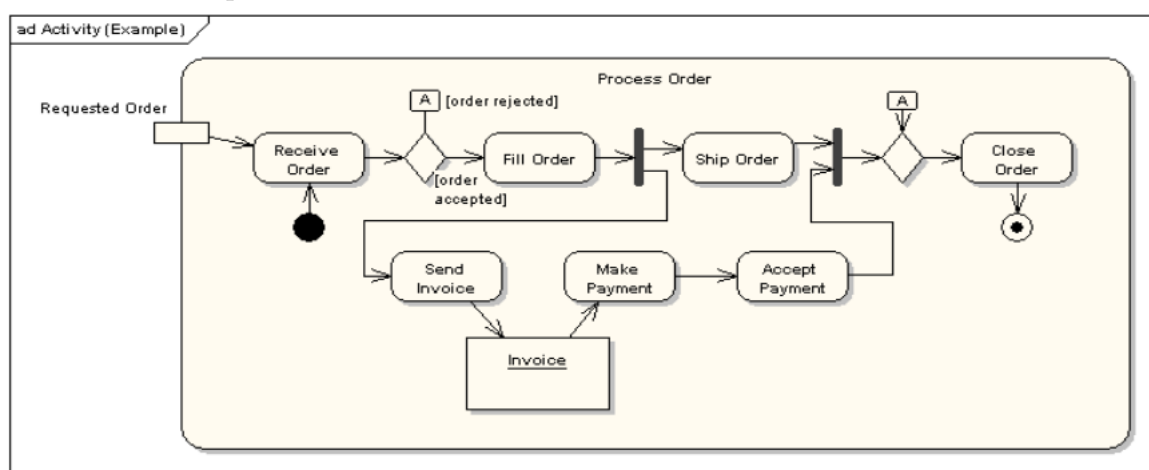 ad Activity (Example)
Process Order
Requested Order
A [order rejected]
A
Receive
Order
Fill Order
Ship Order
Close
Order
[order
accepted]
Send
Invoice
Make
Payment
Accept
Payment
Invoice